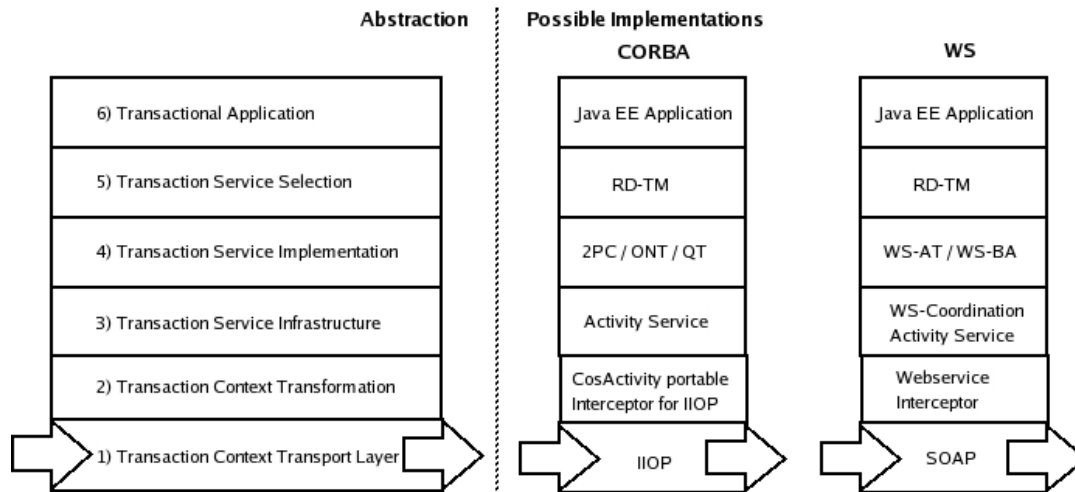 Abstraction
Possible Implementations
CORBA
WS
6) Transactional Application
Java EE Application
Java EE Application
5) Transaction Service Selection
RD-TM
RD-TM
4) Transaction Service Implementation
2PC / ONT / QT
WS-AT / WS-BA
3) Transaction Service Infrastructure
Activity Service
WS-Coordination
Activity Service
2) Transaction Context Transformation
CosActivity portable
Interceptor for IIOP
Webservice
Interceptor
1) Transaction Context Transport Layer
IIOP
SOAP